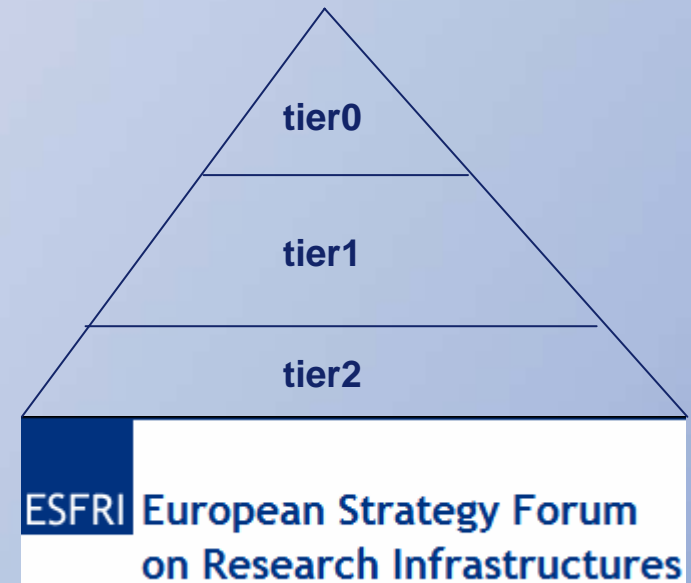 tier0
tier1
tier2
ESFRI European Strategy Forum
on Research Infrastructures